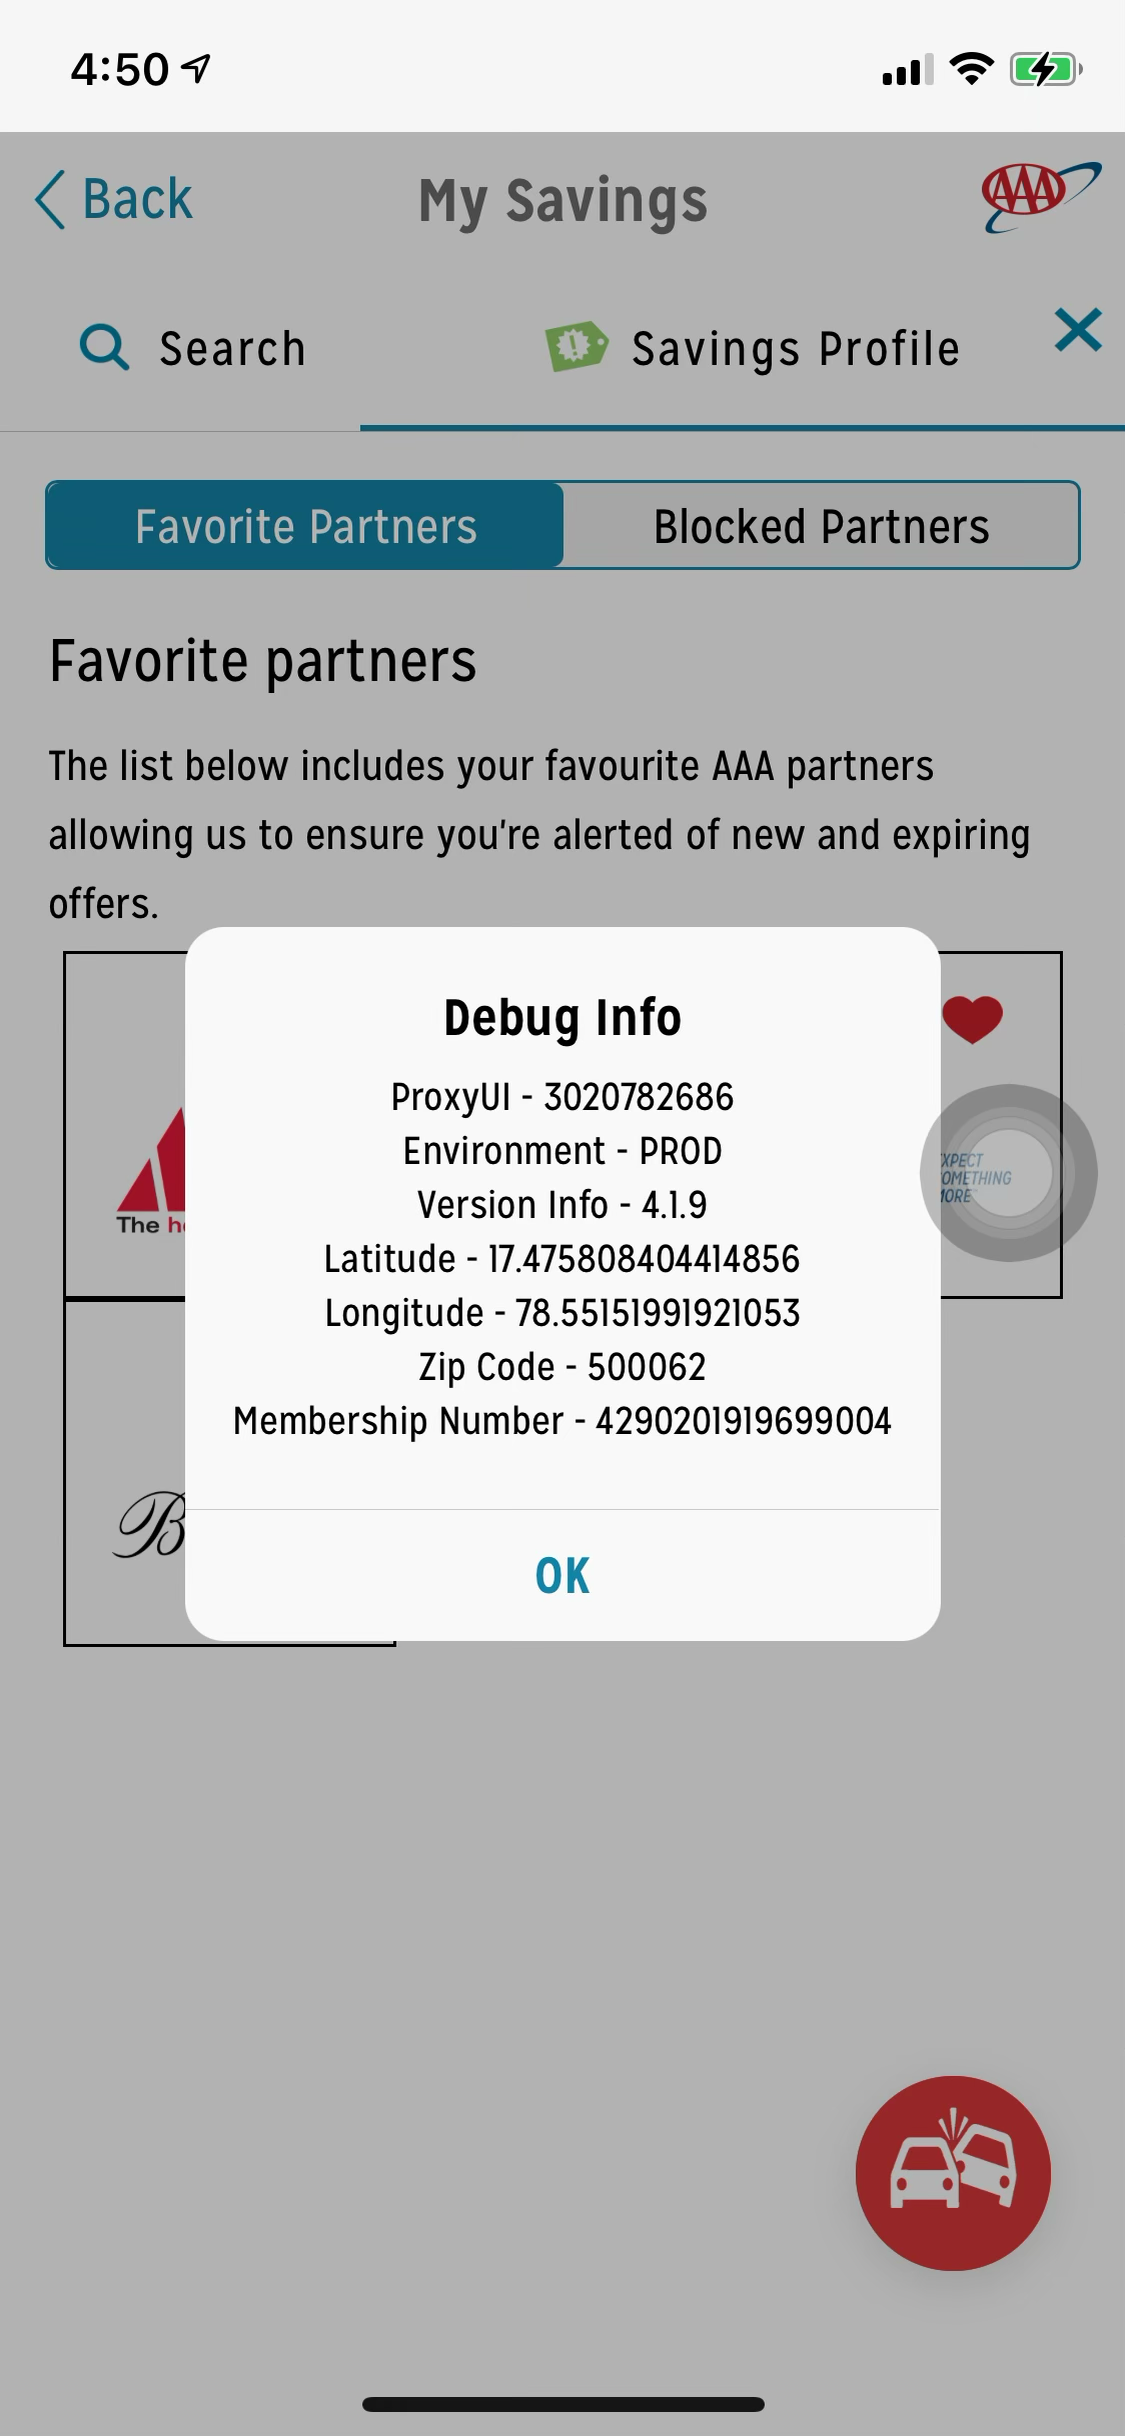 4:50
Back
My Savings
AAA
Search
Savings Profile
Favorite Partners
Blocked Partners
Favorite partners
The list below includes your favourite AAA partners
allowing us to ensure you're alerted of new and expiring
offers.
Debug Info
ProxyUI - 3020782686
Environment - PROD
Version Info - 4.1.9
Latitude - 17.475808404414856
Longitude - 78.55151991921053
Zip Code - 500062
Membership Number - 4290201919699004
OK
The